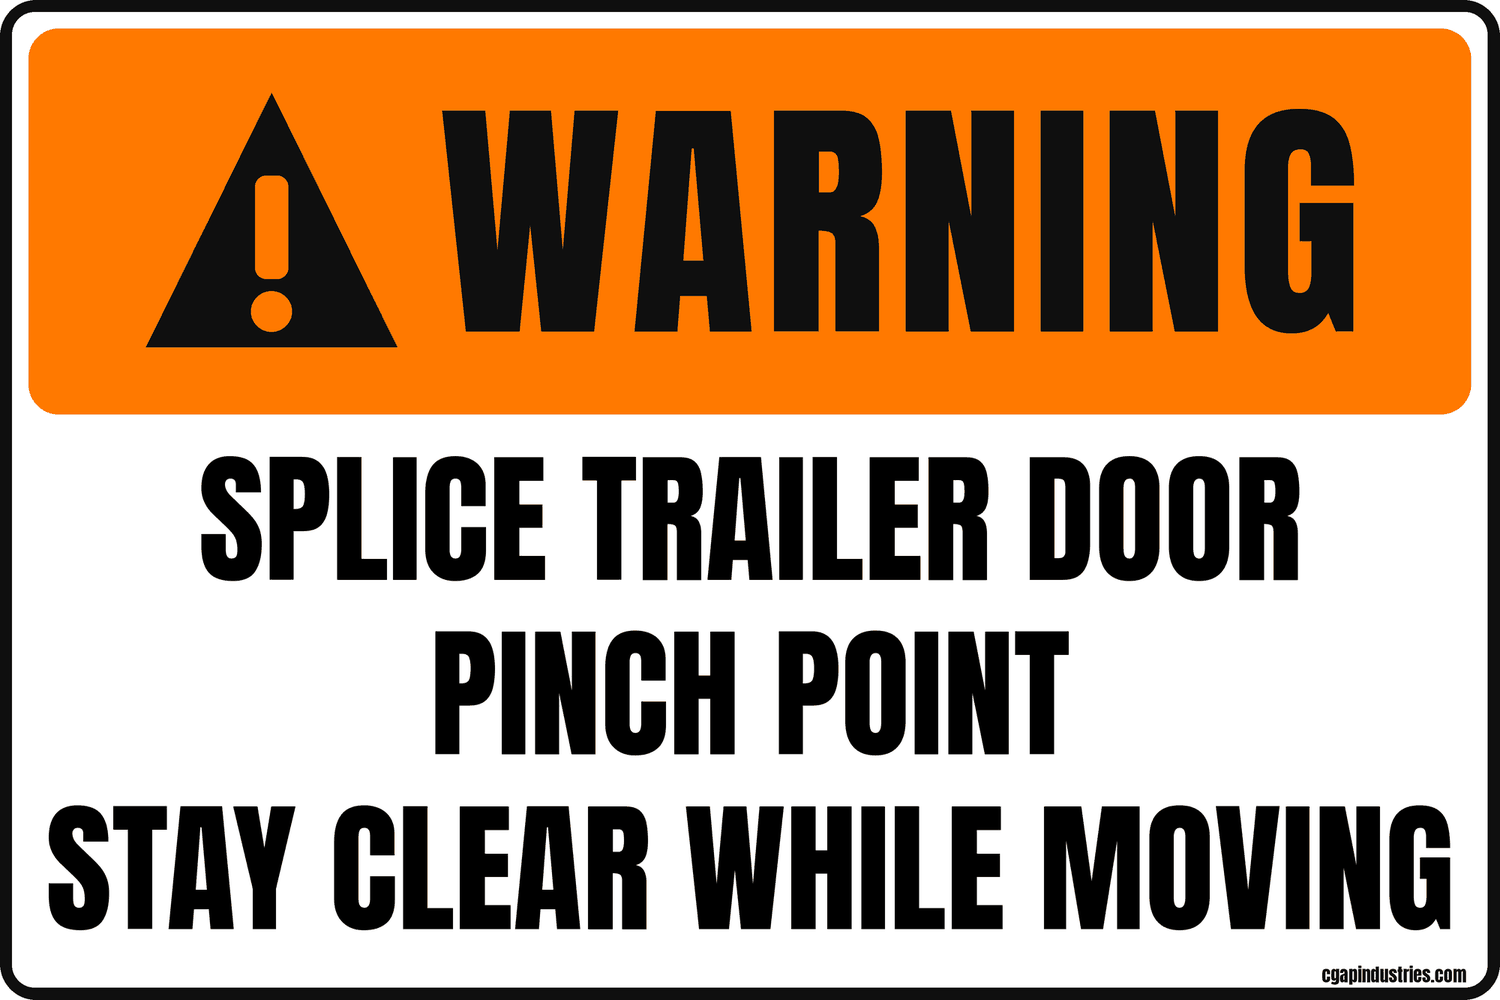 WARNING
SPLICE TRAILER DOOR
PINCH POINT
STAY CLEAR WHILE MOVING
cgapindustries.com